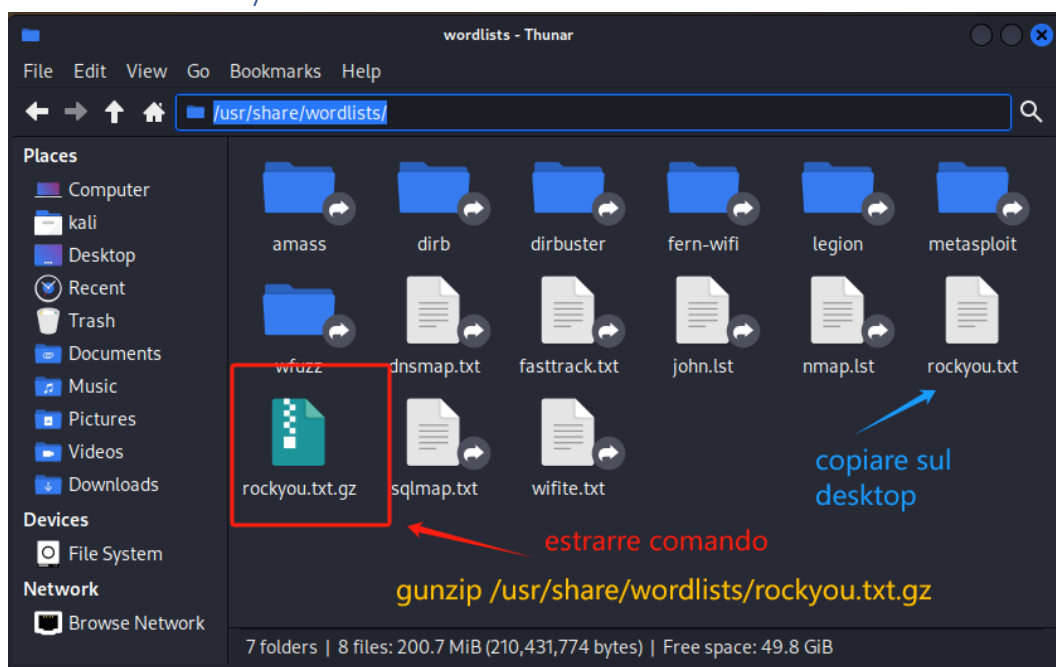 wordlists - Thunar
File Edit View Go Bookmarks Help
/usr/share/wordlists/
Places
Computer
kali
Desktop
Recent
Trash
Documents
Music
Pictures
Videos
Downloads
Devices
File System
Network
Browse Network
amass dirb dirbuster fern-wifi legion metasploit
wfuzz dnsmap.txt fasttrack.txt john.lst nmap.lst rockyou.txt
rockyou.txt.gz sqlmap.txt wifite.txt
copiare sul
desktop
estrarre comando
gunzip /usr/share/wordlists/rockyou.txt.gz
7 folders | 8 files: 200.7 MiB (210,431,774 bytes) | Free space: 49.8 GiB